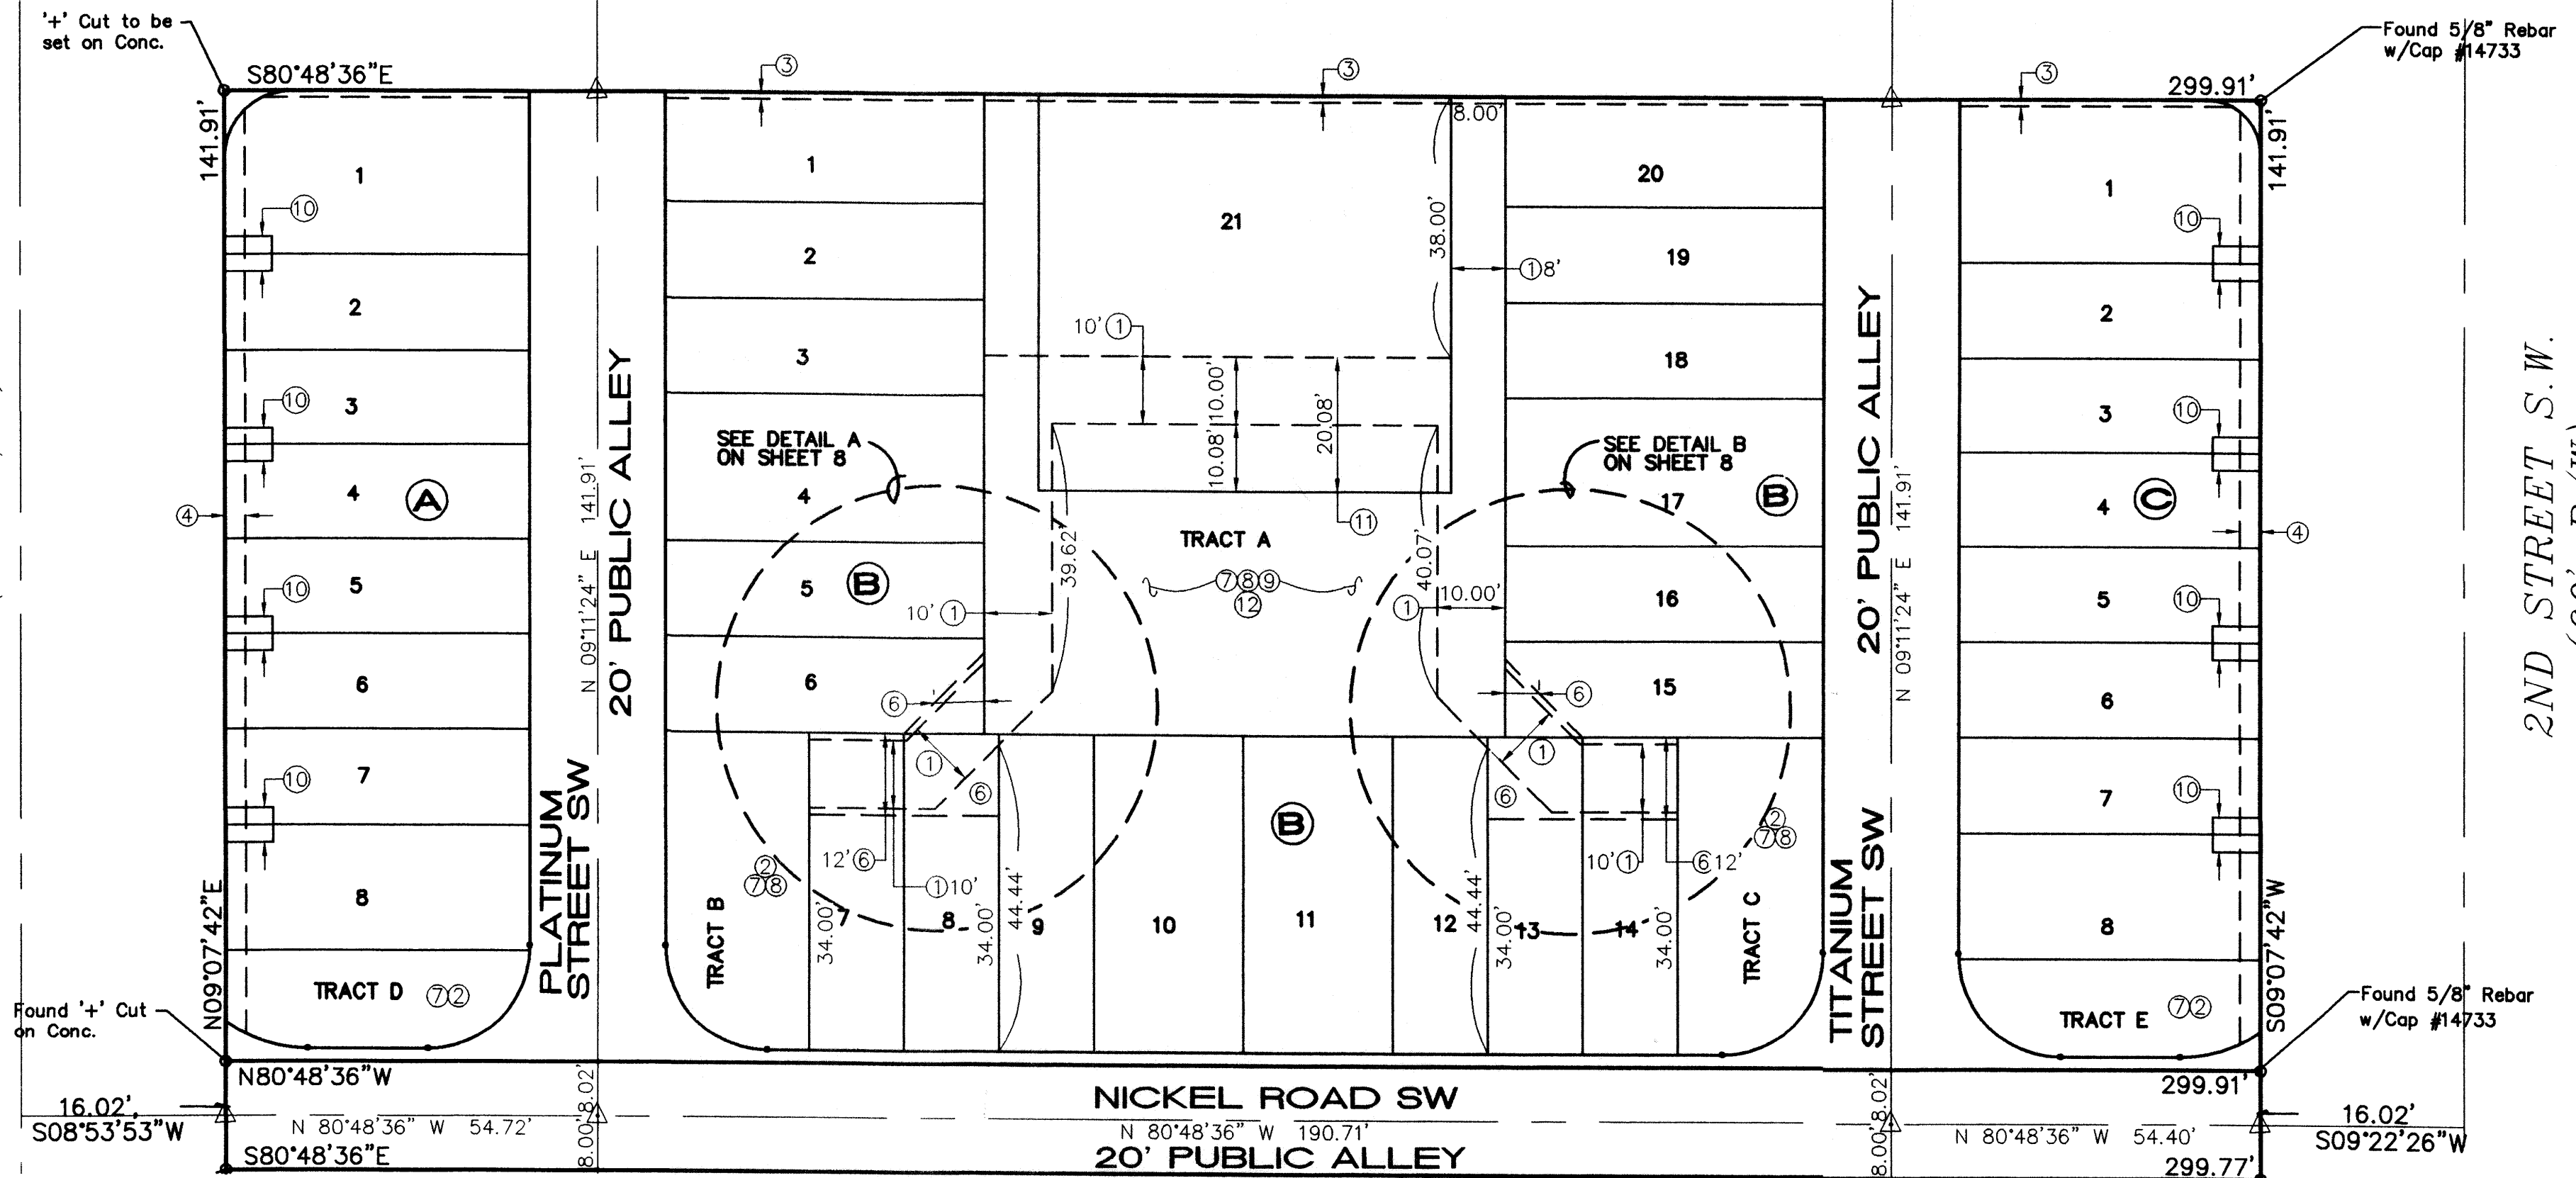 '+' Cut to be
set on Conc.
Found 5/8" Rebar
w/Cap #14733
S80°48'36"E
299.91'
141.91'
141.91'
3
3
3
8.00'
1
2
3
4
5
6
7
8
A
10
10
10
10
4
TRACT D
7 2
N09°07'42"E
PLATINUM
STREET SW
20' PUBLIC ALLEY
N 09°11'24" E 141.91'
1
2
3
4
5
6
B
SEE DETAIL A
ON SHEET 8
21
38.00'
1 8'
10' 1
10.00'
10.08'
20.08'
11
TRACT A
7 8 9
12
39.62'
40.07'
10' 1
1
10.00'
6
6
1
1
6
6
20
19
18
17
16
15
B
SEE DETAIL B
ON SHEET 8
20' PUBLIC ALLEY
N 09°11'24" E 141.91'
TITANIUM
STREET SW
TRACT B
2
7 8
12' 6
1 10'
34.00'
34.00'
44.44'
7
8
9
10
11
12
13
14
B
44.44'
34.00'
34.00'
10' 1
6 12'
TRACT C
2
7 8
1
2
3
4
5
6
7
8
C
10
10
10
10
4
TRACT E
7 2
S09°07'42"W
2ND STREET S.W.
Found '+' Cut
on Conc.
Found 5/8" Rebar
w/Cap #14733
N80°48'36"W
299.91'
16.02'
S08°53'53"W
N 80°48'36" W 54.72'
8.02'
8.00'
NICKEL ROAD SW
N 80°48'36" W 190.71'
20' PUBLIC ALLEY
8.02'
8.00'
N 80°48'36" W 54.40'
16.02'
S09°22'26"W
S80°48'36"E
299.77'